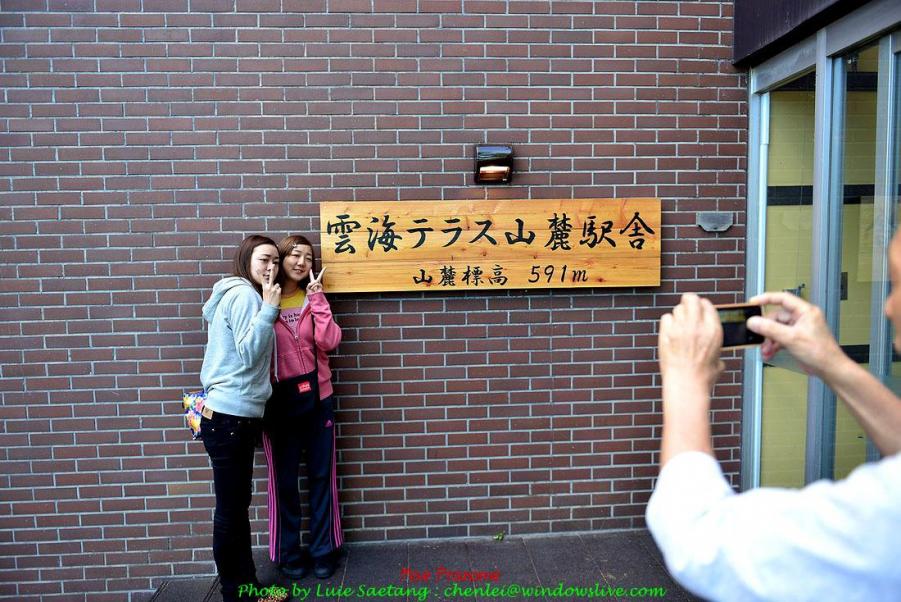 雲海テラス山麓駅舎
山麓標高 591m
Photo by Luie Saetang : chenlei@windowslive.com